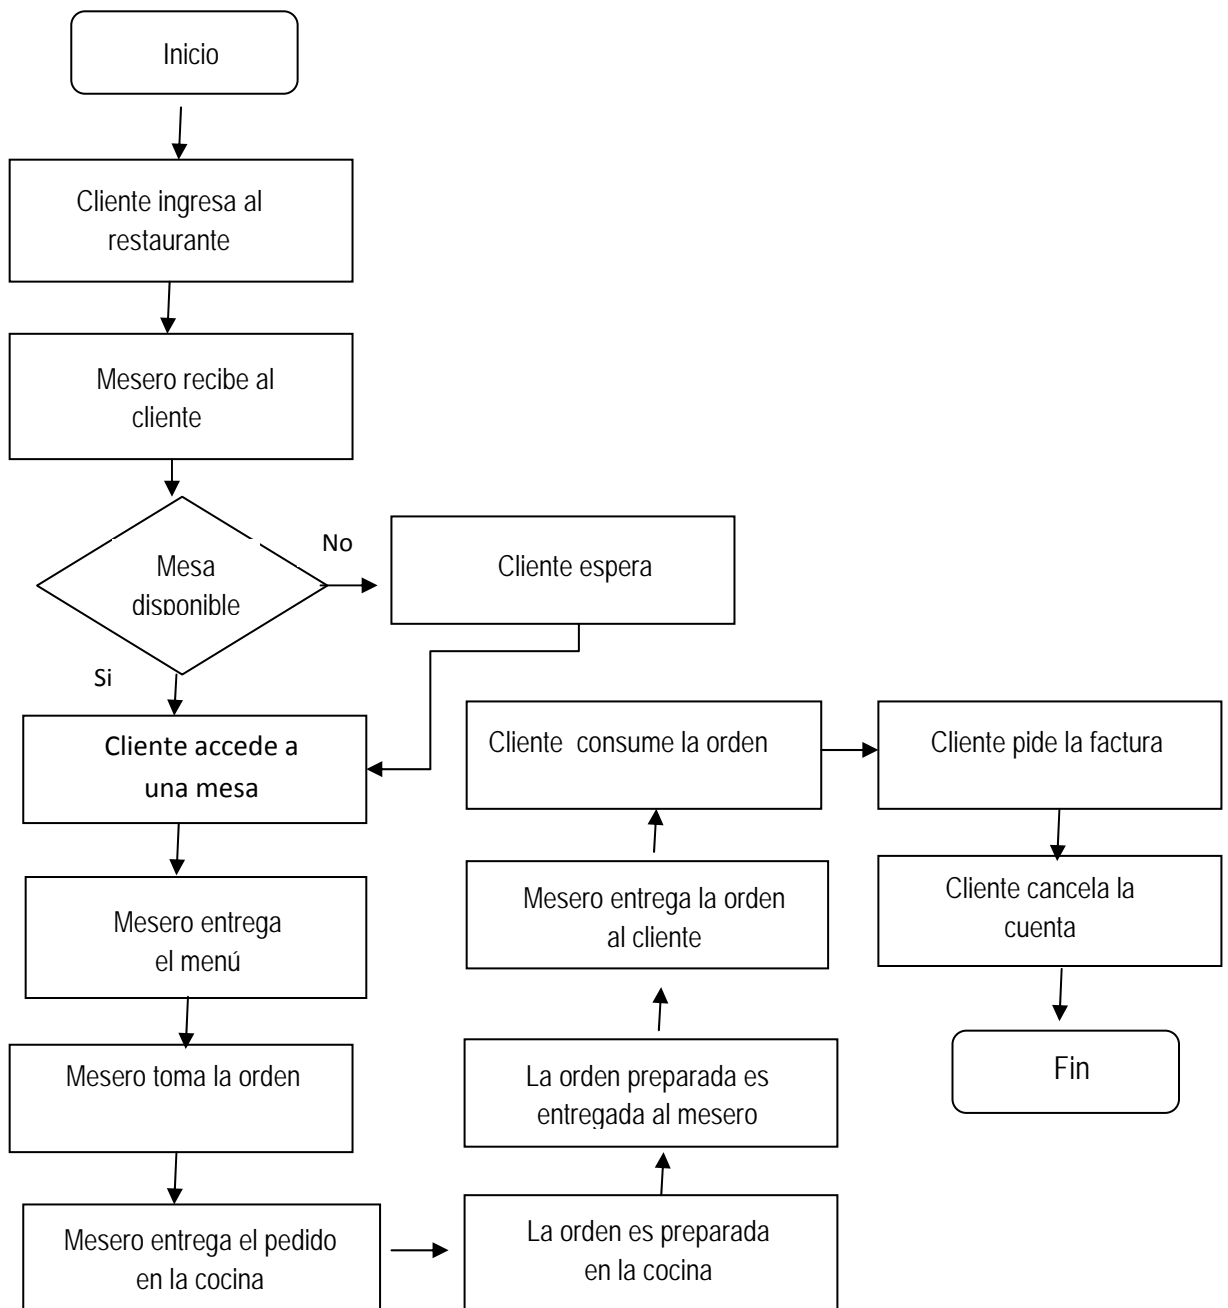 Inicio
Cliente ingresa al
restaurante
Mesero recibe al
cliente
Mesa
disponible
No
Cliente espera
Si
Cliente accede a
una mesa
Mesero entrega
el menú
Mesero toma la orden
Mesero entrega el pedido
en la cocina
La orden es preparada
en la cocina
La orden preparada es
entregada al mesero
Mesero entrega la orden
al cliente
Cliente consume la orden
Cliente pide la factura
Cliente cancela la
cuenta
Fin